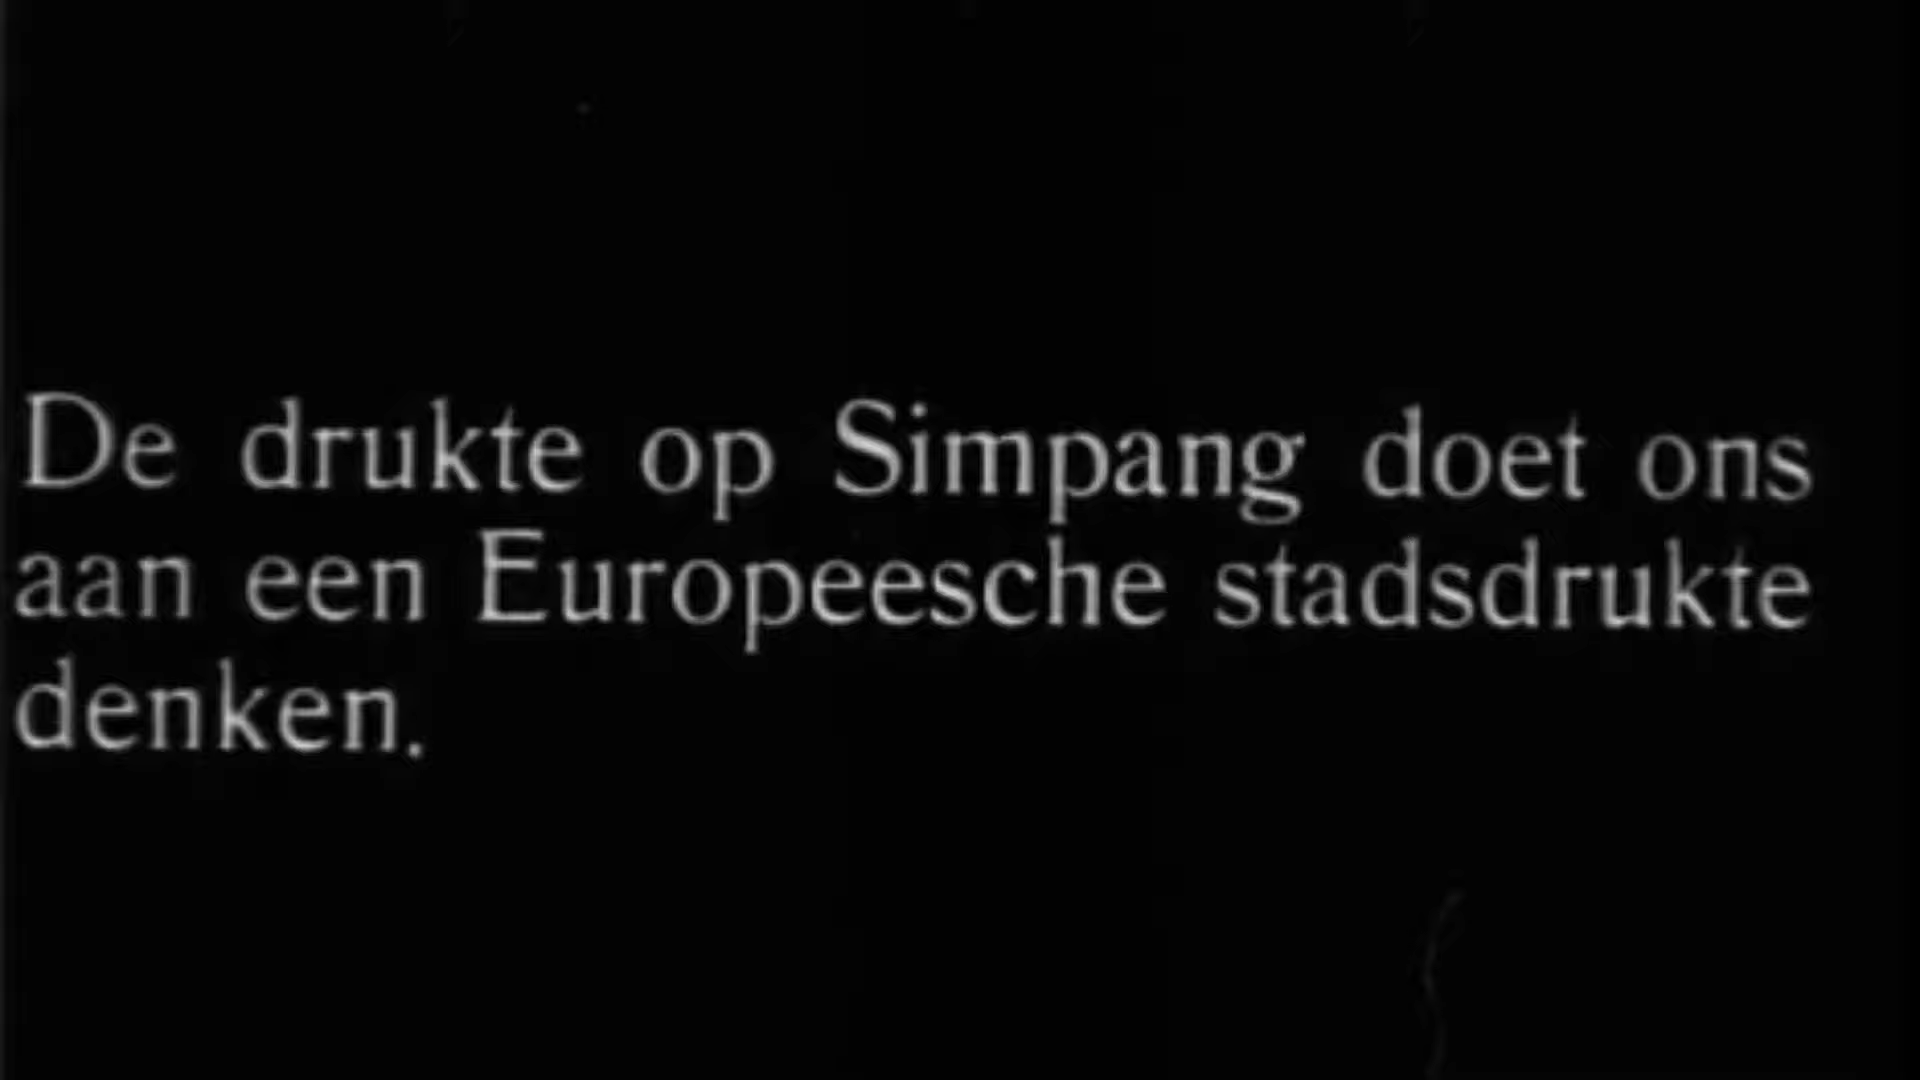 De drukte op Simpang doet ons
aan een Europeesche stadsdrukte
denken.